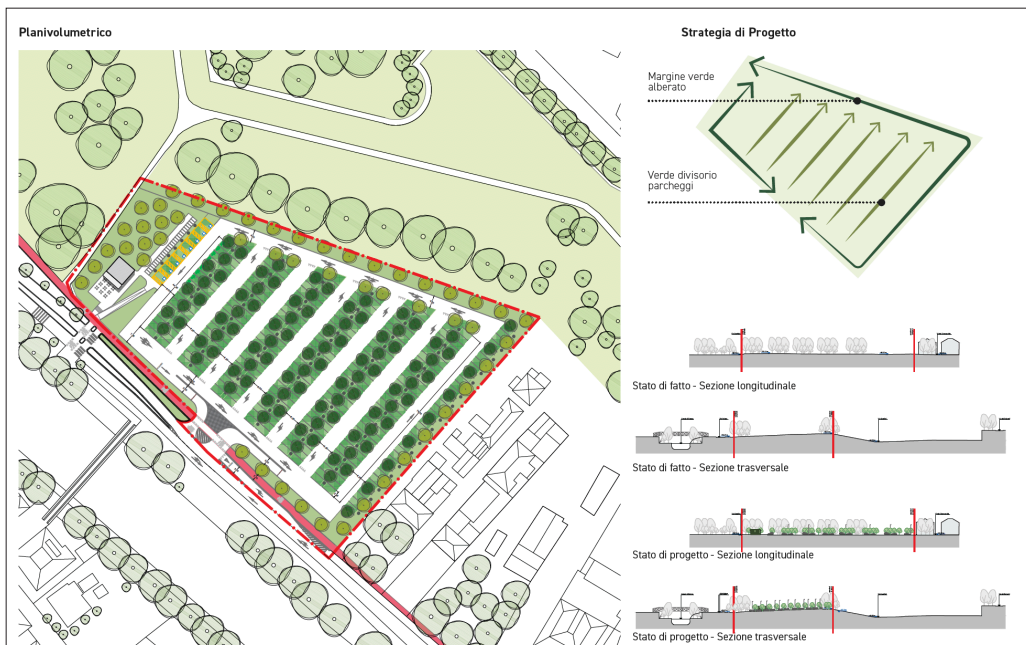 Planivolumetrico
Strategia di Progetto
Margine verde
alberato
Verde divisorio
parcheggi
Stato di fatto - Sezione longitudinale
Stato di fatto - Sezione trasversale
Stato di progetto - Sezione longitudinale
Stato di progetto - Sezione trasversale